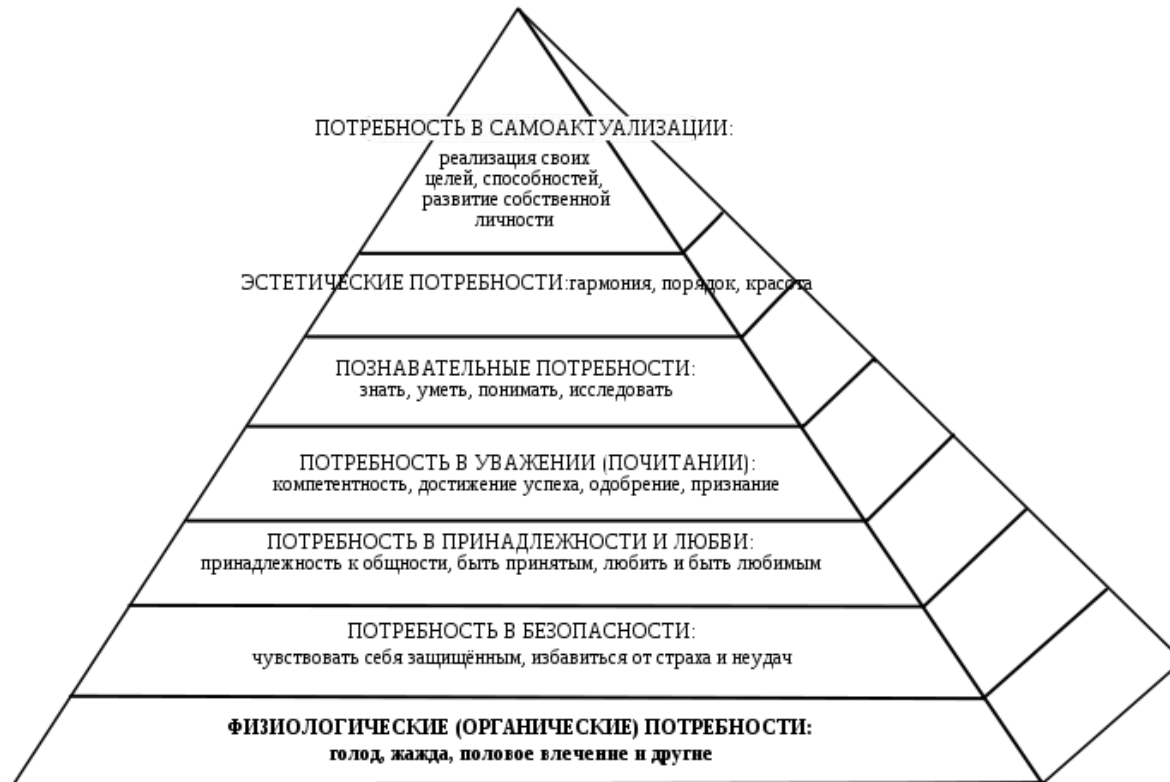 ПОТРЕБНОСТЬ В САМОАКТУАЛИЗАЦИИ:
реализация своих
целей, способностей,
развитие собственной
личности
ЭСТЕТИЧЕСКИЕ ПОТРЕБНОСТИ:гармония, порядок, красота
ПОЗНАВАТЕЛЬНЫЕ ПОТРЕБНОСТИ:
знать, уметь, понимать, исследовать
ПОТРЕБНОСТЬ В УВАЖЕНИИ (ПОЧИТАНИИ):
компетентность, достижение успеха, одобрение, признание
ПОТРЕБНОСТЬ В ПРИНАДЛЕЖНОСТИ И ЛЮБВИ:
принадлежность к общности, быть принятым, любить и быть любимым
ПОТРЕБНОСТЬ В БЕЗОПАСНОСТИ:
чувствовать себя защищённым, избавиться от страха и неудач
ФИЗИОЛОГИЧЕСКИЕ (ОРГАНИЧЕСКИЕ) ПОТРЕБНОСТИ:
голод, жажда, половое влечение и другие